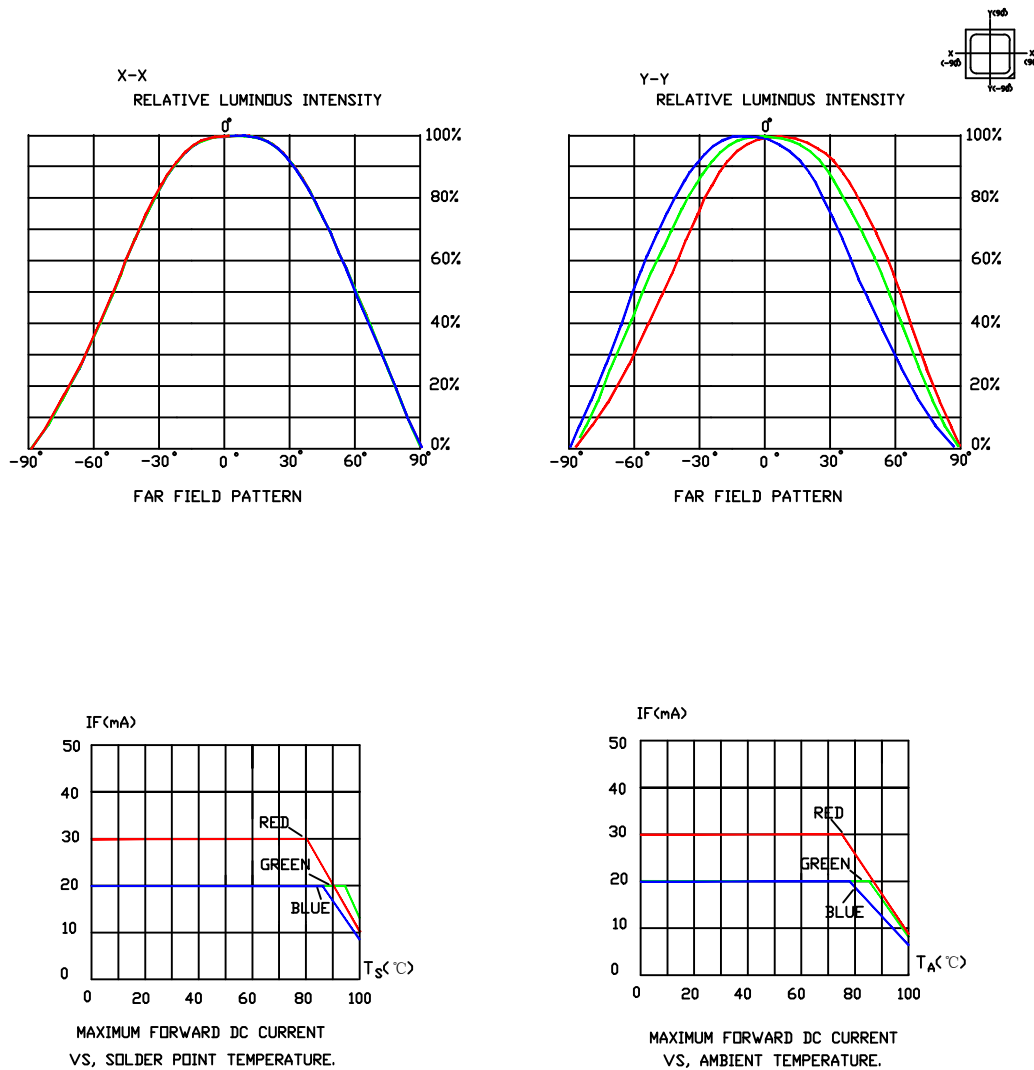 Y(90°)
X X
(-90°) (90
Y(-90°)
X-X
RELATIVE LUMINOUS INTENSITY
0°
100%
80%
60%
40%
20%
0%
-90° -60° -30° 0° 30° 60° 90°
FAR FIELD PATTERN
Y-Y
RELATIVE LUMINOUS INTENSITY
0°
100%
80%
60%
40%
20%
0%
-90° -60° -30° 0° 30° 60° 90°
FAR FIELD PATTERN
IF(mA)
50
40
30
20
10
0
RED
GREEN
BLUE
TS(℃)
0 20 40 60 80 100
MAXIMUM FORWARD DC CURRENT
VS, SOLDER POINT TEMPERATURE.
IF(mA)
50
40
30
20
10
0
RED
GREEN
BLUE
TA(℃)
0 20 40 60 80 100
MAXIMUM FORWARD DC CURRENT
VS, AMBIENT TEMPERATURE.